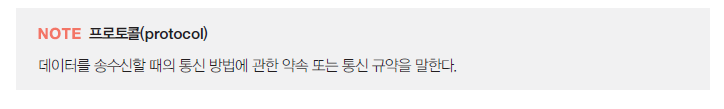 NOTE 프로토콜(protocol)
데이터를 송수신할 때의 통신 방법에 관한 약속 또는 통신 규약을 말한다.